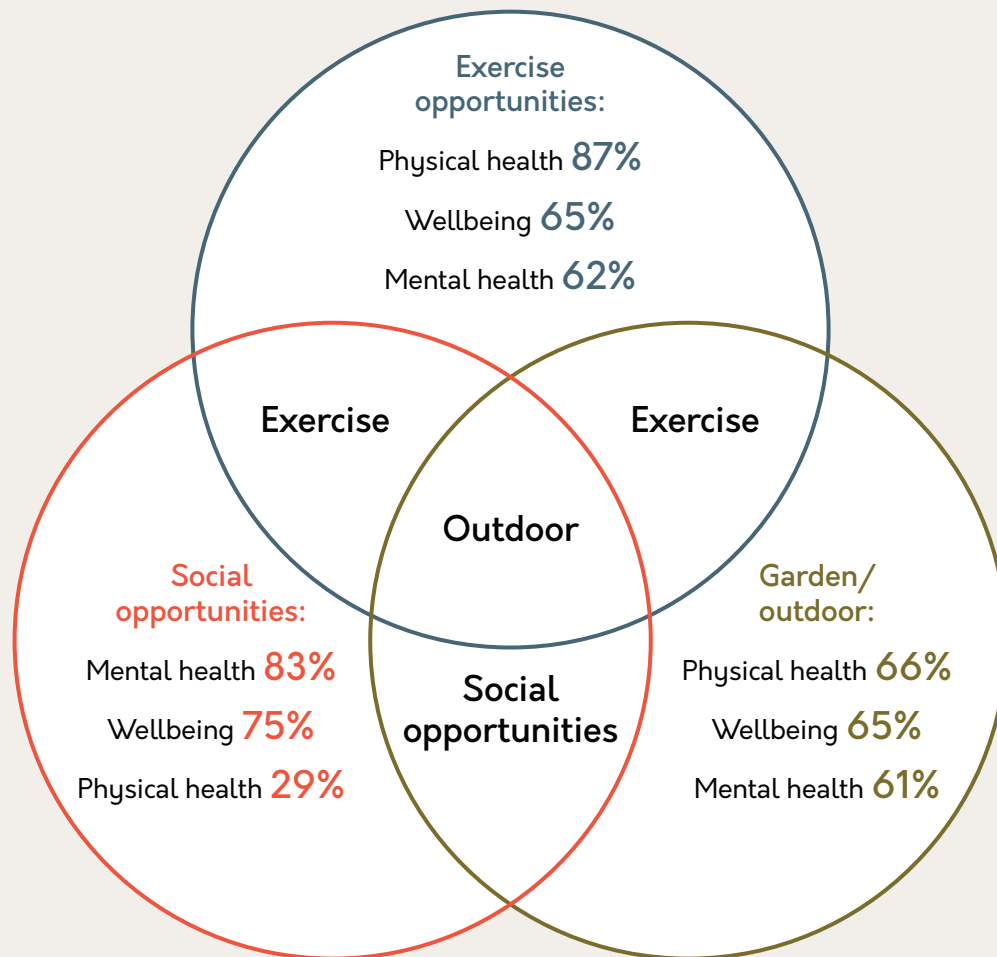 Exercise
opportunities:
Physical health 87%
Wellbeing 65%
Mental health 62%
Exercise
Exercise
Outdoor
Social
opportunities:
Mental health 83%
Wellbeing 75%
Physical health 29%
Social
opportunities
Garden/
outdoor:
Physical health 66%
Wellbeing 65%
Mental health 61%